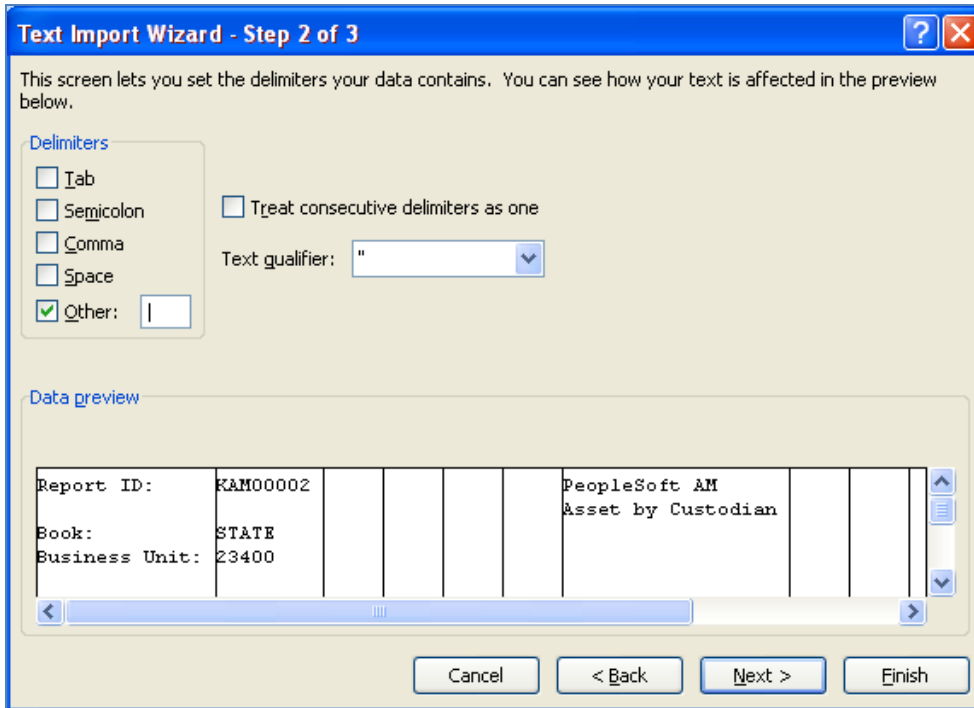 Text Import Wizard - Step 2 of 3
This screen lets you set the delimiters your data contains.  You can see how your text is affected in the preview
below.
Delimiters
Tab
Semicolon
Comma
Space
Other: |
Treat consecutive delimiters as one
Text qualifier: "
Data preview
Report ID: KAM00002 PeopleSoft AM
Asset by Custodian
Book: STATE
Business Unit: 23400
Cancel < Back Next > Finish